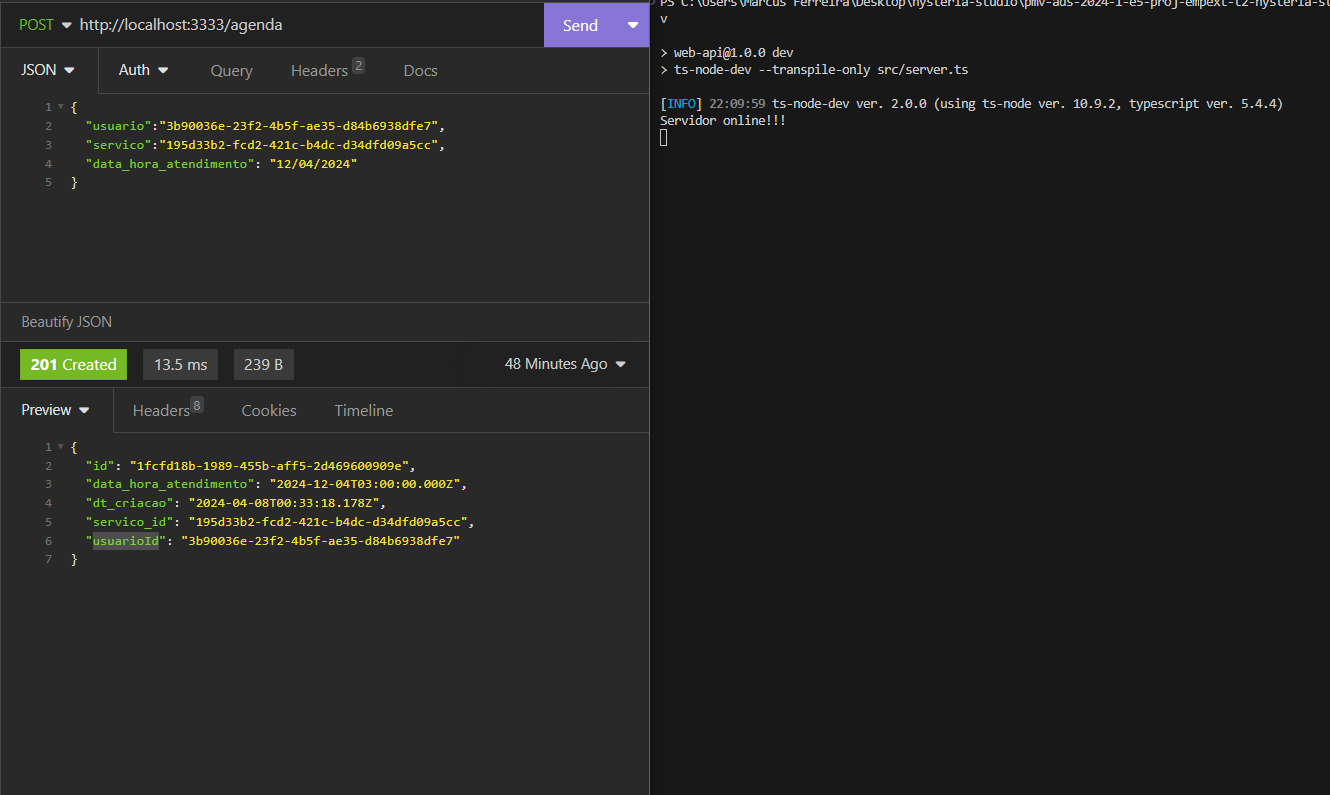 POST http://localhost:3333/agenda Send
JSON Auth Query Headers 2 Docs
1 {
2 "usuario":"3b90036e-23f2-4b5f-ae35-d84b6938dfe7",
3 "servico":"195d33b2-fcd2-421c-b4dc-d34dfd09a5cc",
4 "data_hora_atendimento": "12/04/2024"
5 }
Beautify JSON
201 Created 13.5 ms 239 B 48 Minutes Ago
Preview Headers 8 Cookies Timeline
1 {
2 "id": "1fcfd18b-1989-455b-aff5-2d469600909e",
3 "data_hora_atendimento": "2024-12-04T03:00:00.000Z",
4 "dt_criacao": "2024-04-08T00:33:18.178Z",
5 "servico_id": "195d33b2-fcd2-421c-b4dc-d34dfd09a5cc",
6 "usuarioId": "3b90036e-23f2-4b5f-ae35-d84b6938dfe7"
7 }
PS C:\Users\Marcus Ferreira\Desktop\hysteria-studio\pmv-ads-2024-1-e5-proj-empext-t2-hysteria-st
v
> web-api@1.0.0 dev
> ts-node-dev --transpile-only src/server.ts
[INFO] 22:09:59 ts-node-dev ver. 2.0.0 (using ts-node ver. 10.9.2, typescript ver. 5.4.4)
Servidor online!!!